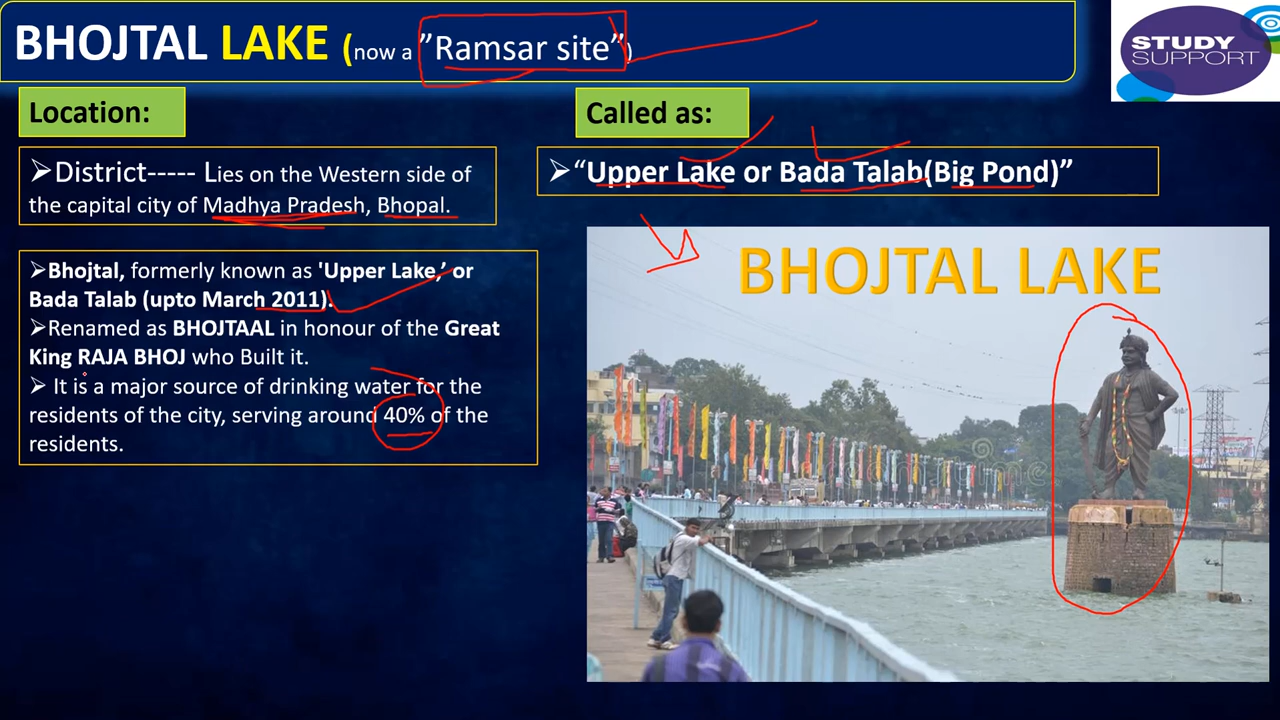 BHOJTAL LAKE (now a ”Ramsar site”)
STUDY
SUPPORT
Location:
➢District----- Lies on the Western side of
the capital city of Madhya Pradesh, Bhopal.
➢Bhojtal, formerly known as 'Upper Lake,’ or
Bada Talab (upto March 2011).
➢Renamed as BHOJTAAL in honour of the Great
King RAJA BHOJ who Built it.
➢ It is a major source of drinking water for the
residents of the city, serving around 40% of the
residents.
Called as:
➢“Upper Lake or Bada Talab(Big Pond)”
BHOJTAL LAKE